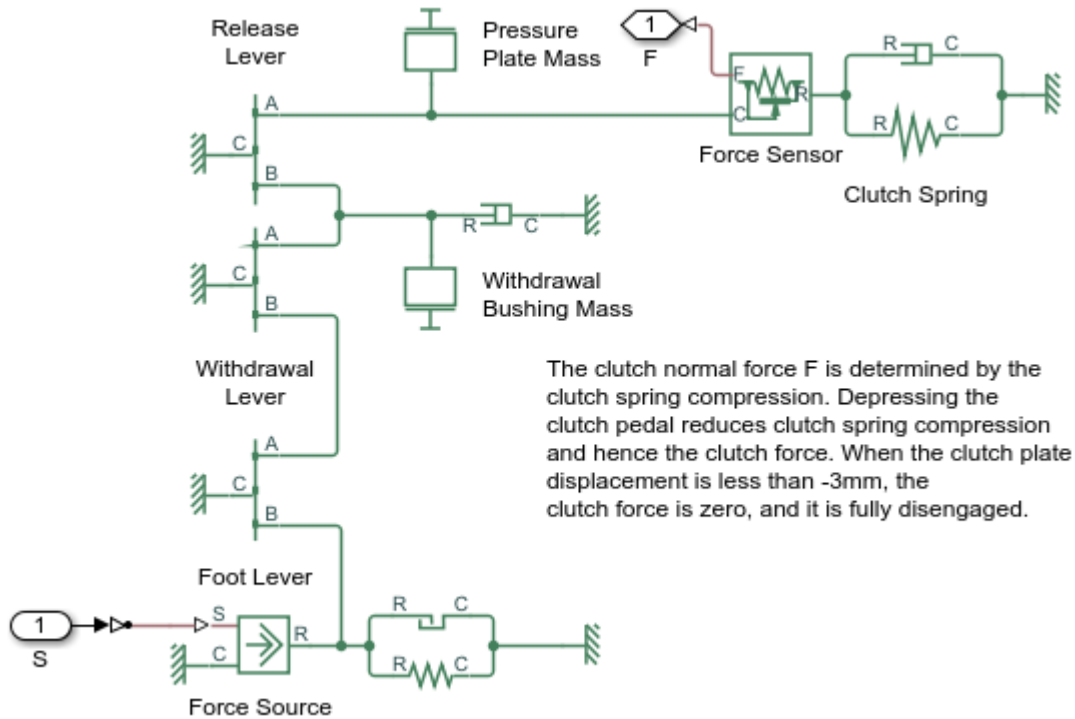 Release
Lever
Pressure
Plate Mass
1
F
F
R
C
Force Sensor
R
C
R
C
Clutch Spring
A
C
B
R
C
A
C
B
Withdrawal
Bushing Mass
Withdrawal
Lever
The clutch normal force F is determined by the
clutch spring compression. Depressing the
clutch pedal reduces clutch spring compression
and hence the clutch force. When the clutch plate
displacement is less than -3mm, the
clutch force is zero, and it is fully disengaged.
A
C
B
Foot Lever
1
S
S
C
R
Force Source
R
C
R
C